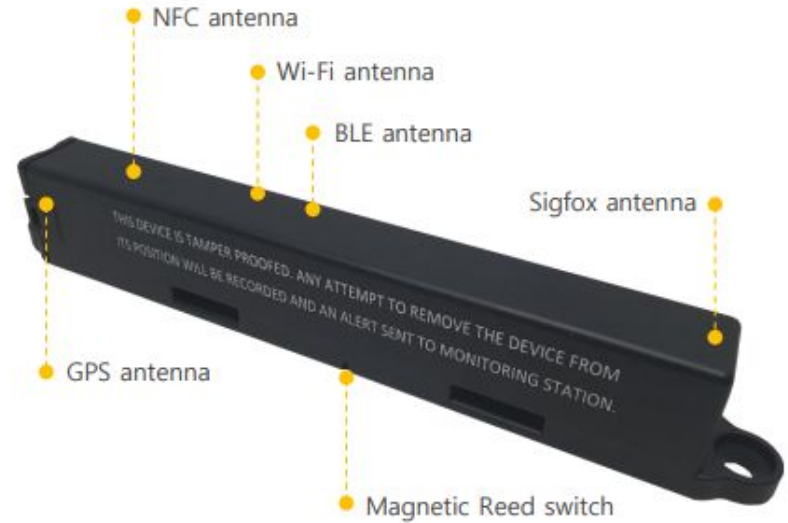 NFC antenna
Wi-Fi antenna
BLE antenna
Sigfox antenna
THIS DEVICE IS TAMPER PROOFED. ANY ATTEMPT TO REMOVE THE DEVICE FROM
ITS POSITION WILL BE RECORDED AND AN ALERT SENT TO MONITORING STATION.
GPS antenna
Magnetic Reed switch